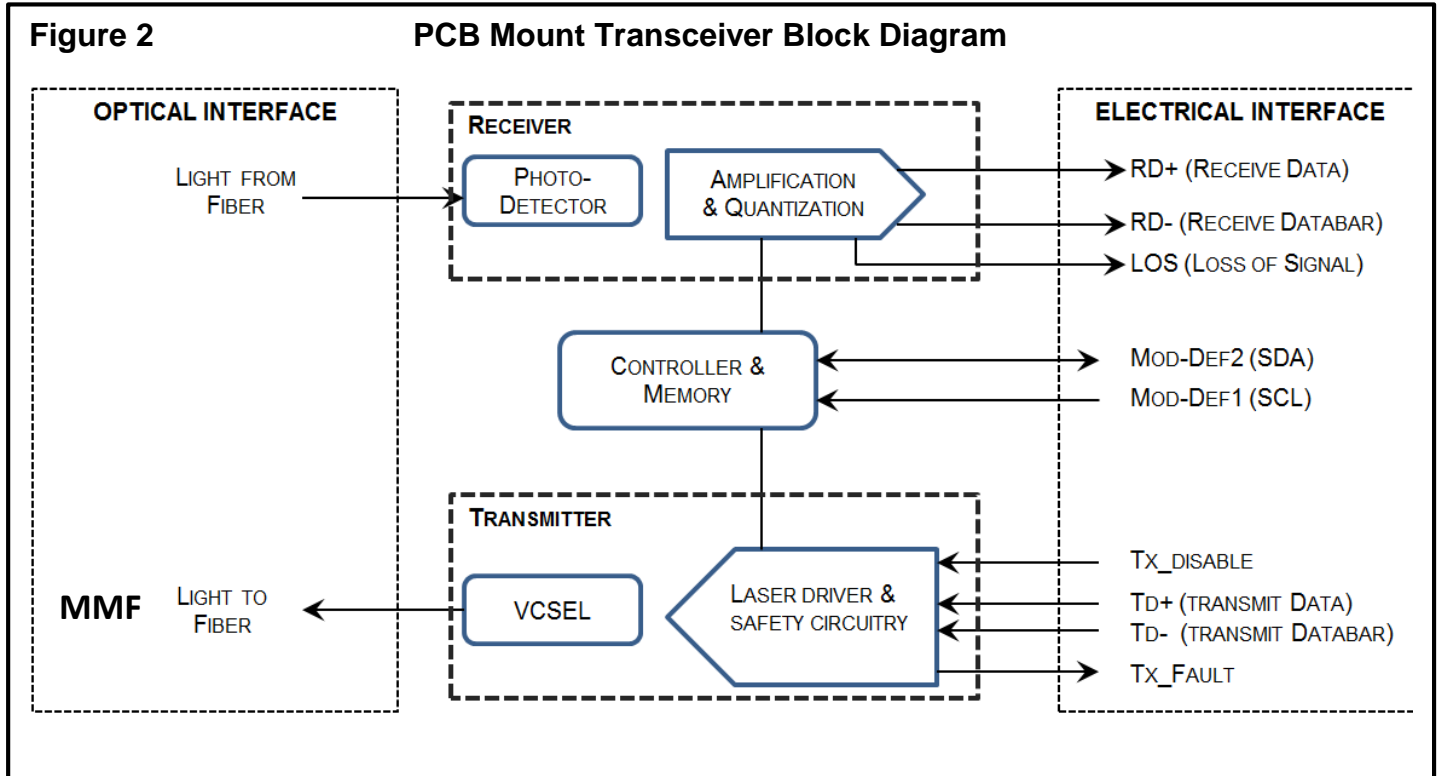 Figure 2 PCB Mount Transceiver Block Diagram
OPTICAL INTERFACE
LIGHT FROM
FIBER
MMF
LIGHT TO
FIBER
RECEIVER
PHOTO-
DETECTOR
AMPLIFICATION
& QUANTIZATION
CONTROLLER &
MEMORY
TRANSMITTER
VCSEL
LASER DRIVER &
SAFETY CIRCUITRY
ELECTRICAL INTERFACE
RD+ (RECEIVE DATA)
RD- (RECEIVE DATABAR)
LOS (LOSS OF SIGNAL)
MOD-DEF2 (SDA)
MOD-DEF1 (SCL)
TX_DISABLE
TD+ (TRANSMIT DATA)
TD- (TRANSMIT DATABAR)
TX_FAULT